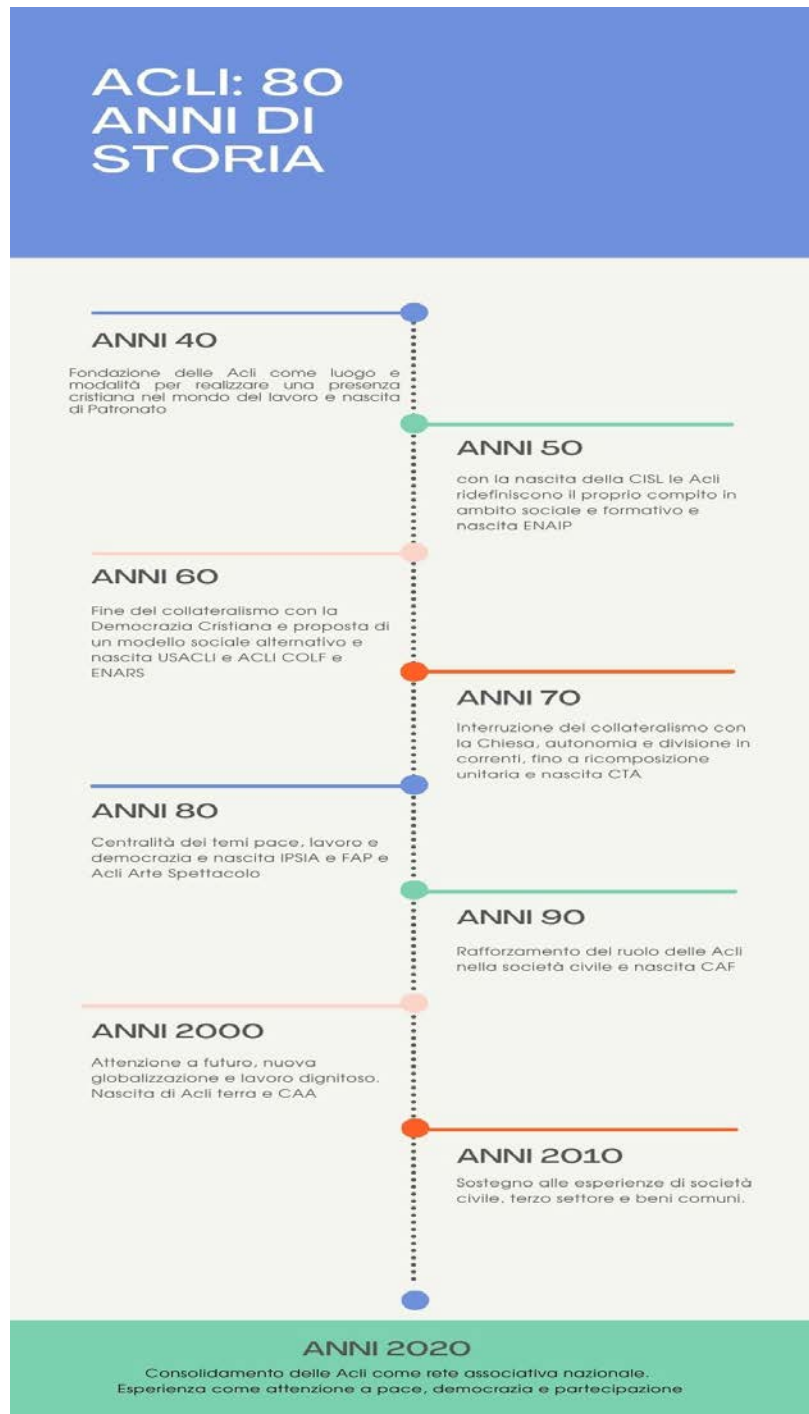 ACLI: 80
ANNI DI
STORIA
ANNI 40
Fondazione delle Acli come luogo e
modalità per realizzare una presenza
cristiana nel mondo del lavoro e nascita
di Patronato
ANNI 50
con la nascita della CISL le Acli
ridefiniscono il proprio compito in
ambito sociale e formativo e
nascita ENAIP
ANNI 60
Fine del collateralismo con la
Democrazia Cristiana e proposta di
un modello sociale alternativo e
nascita USACLI e ACLI COLF e
ENARS
ANNI 70
Interruzione del collateralismo con
la Chiesa, autonomia e divisione in
correnti, fino a ricomposizione
unitaria e nascita CTA
ANNI 80
Centralità dei temi pace, lavoro e
democrazia e nascita IPSIA e FAP e
Acli Arte Spettacolo
ANNI 90
Rafforzamento del ruolo delle Acli
nella società civile e nascita CAF
ANNI 2000
Attenzione a futuro, nuova
globalizzazione e lavoro dignitoso.
Nascita di Acli terra e CAA
ANNI 2010
Sostegno alle esperienze di società
civile, terzo settore e beni comuni.
ANNI 2020
Consolidamento delle Acli come rete associativa nazionale.
Esperienza come attenzione a pace, democrazia e partecipazione